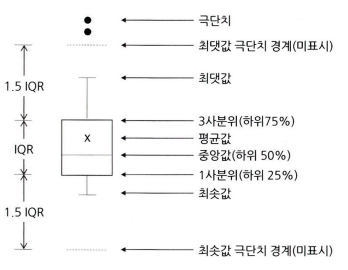 극단치
최댓값 극단치 경계(미표시)
최댓값
1.5 IQR
3사분위(하위75%)
x
평균값
IQR
중앙값(하위 50%)
1사분위(하위 25%)
최솟값
1.5 IQR
최솟값 극단치 경계(미표시)